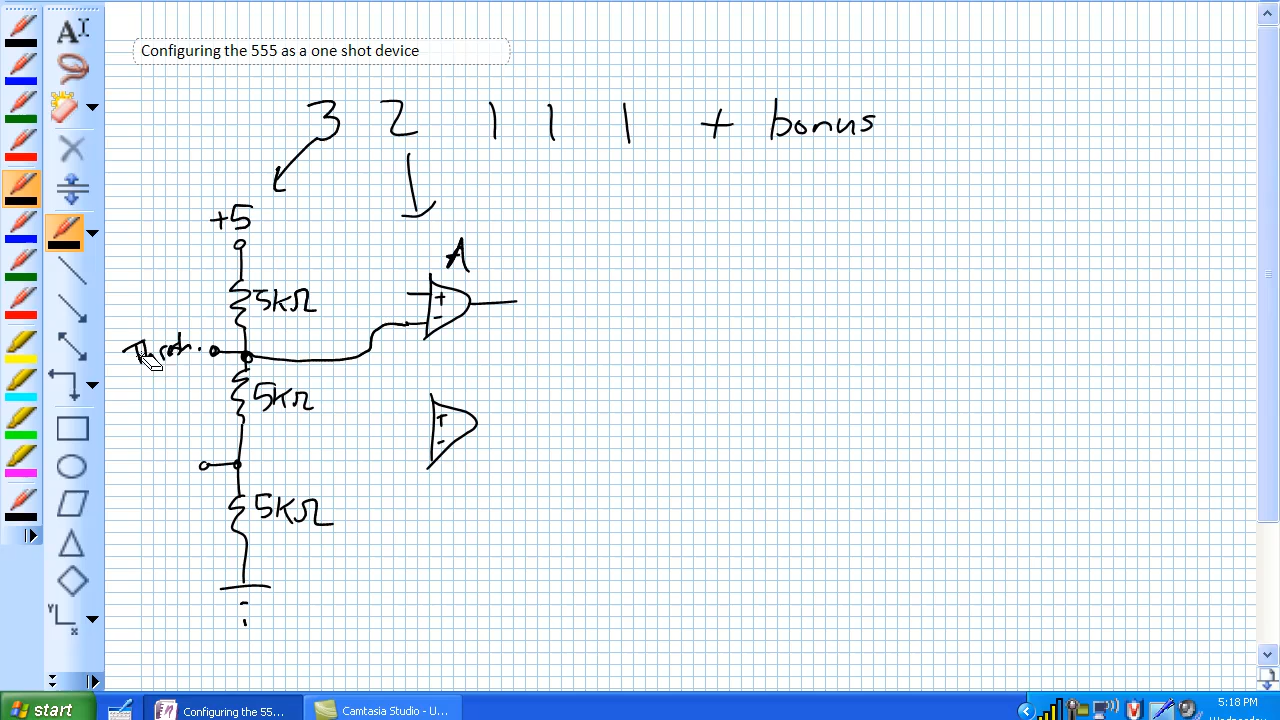 Configuring the 555 as a one shot device
3 2 1 1 1 + bonus
+5
A
5KΩ
+
-
Thresh.
5KΩ
+
-
5KΩ
start
Configuring the 55...
Camtasia Studio - U...
5:18 PM